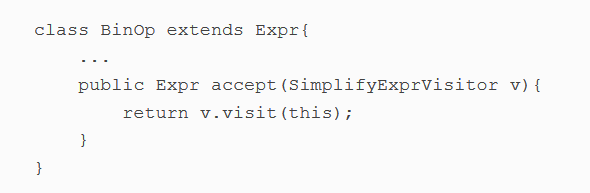 class BinOp extends Expr{
    ...
    public Expr accept(SimplifyExprVisitor v){
        return v.visit(this);
    }
}